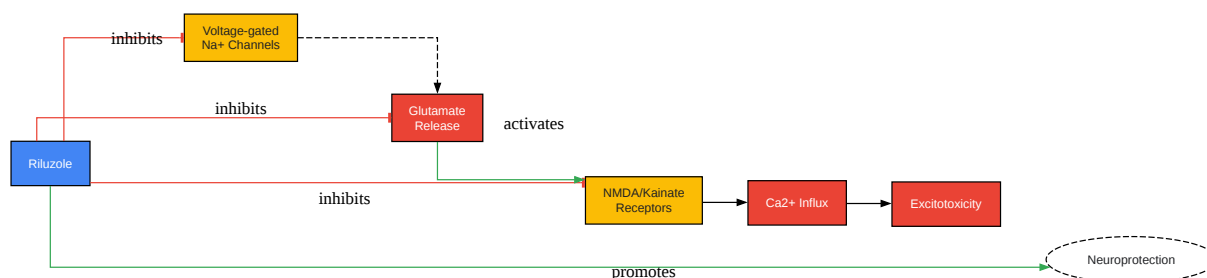 Voltage-gated
Na+ Channels
inhibits
inhibits
Glutamate
Release
activates
Riluzole
inhibits
NMDA/Kainate
Receptors
Ca2+ Influx
Excitotoxicity
Neuroprotection
promotes